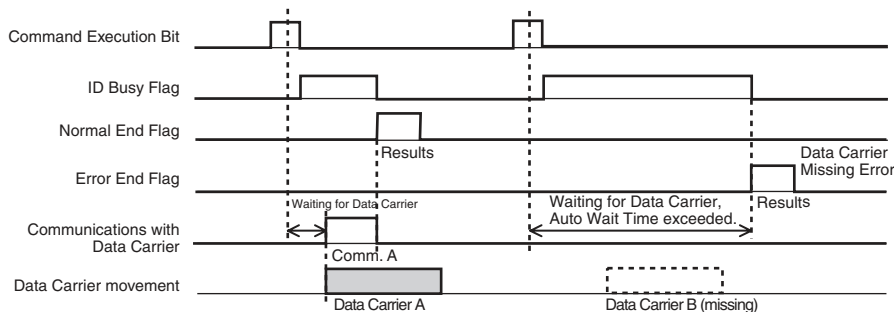 Command Execution Bit
ID Busy Flag
Normal End Flag
Results
Data Carrier
Missing Error
Error End Flag
Results
Waiting for Data Carrier
Waiting for Data Carrier,
Auto Wait Time exceeded.
Communications with
Data Carrier
Comm. A
Data Carrier movement
Data Carrier A
Data Carrier B (missing)